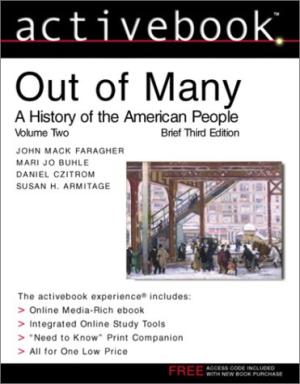 activebook.™
Out of Many
A History of the American People
Volume Two Brief Third Edition
JOHN MACK FARAGHER
MARI JO BUHLE
DANIEL CZITROM
SUSAN H. ARMITAGE
The activebook experience® includes:
> Online Media-Rich ebook
> Integrated Online Study Tools
> "Need to Know" Print Companion
> All for One Low Price
FREE ACCESS CODE INCLUDED
WITH NEW BOOK PURCHASE